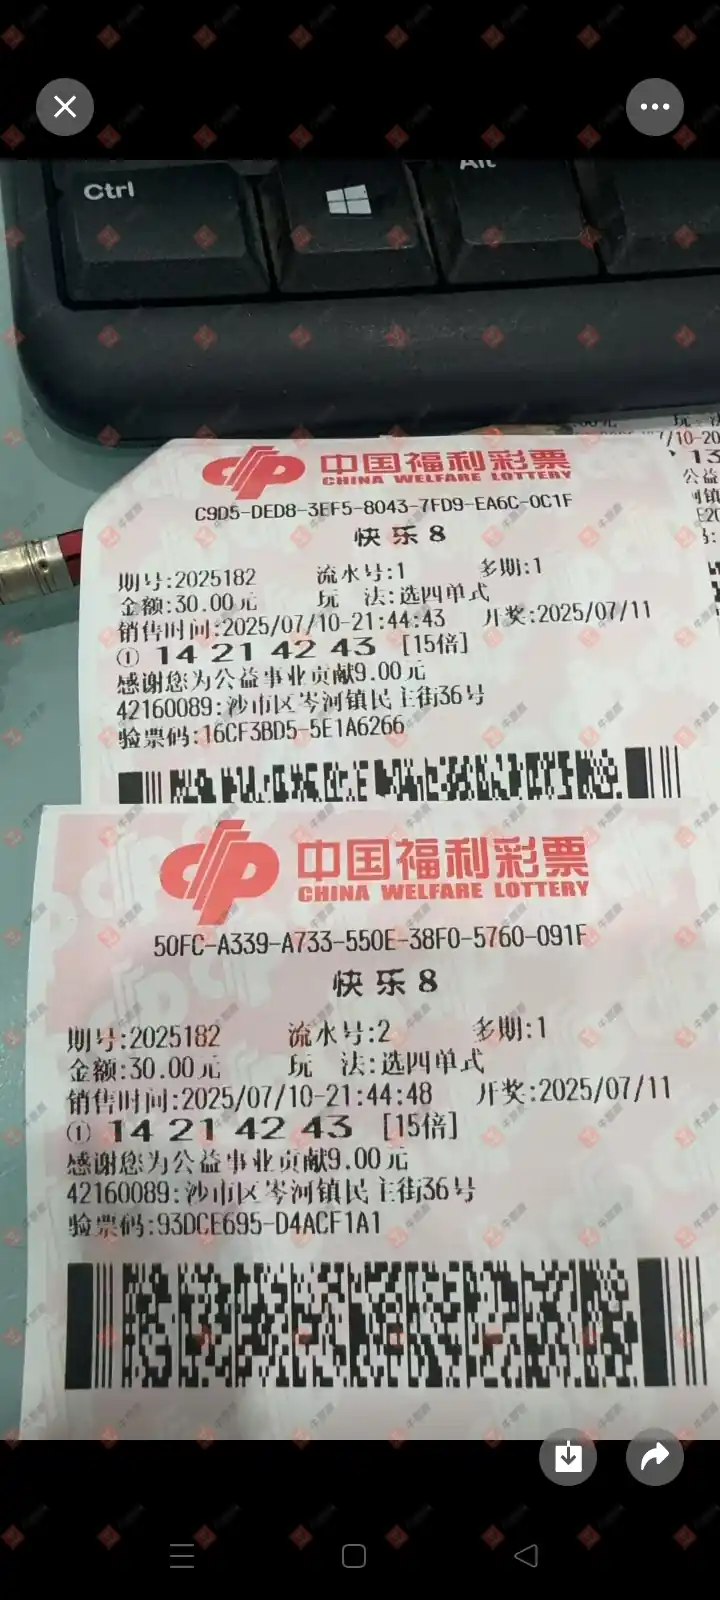 Ctrl
Alt
中国福利彩票
CHINA WELFARE LOTTERY
C9D5-DED8-3EF5-8043-7FD9-EA6C-0C1F
快乐8
期号:2025182 流水号:1 多期:1
金额:30.00元 玩 法:选四单式
销售时间:2025/07/10-21:44:43 开奖:2025/07/11
① 14 21 42 43 [15倍]
感谢您为公益事业贡献9.00元
42160089:沙市区岑河镇民主街36号
验票码:16CF3BD5-5E1A6266
中国福利彩票
CHINA WELFARE LOTTERY
50FC-A339-A733-550E-38F0-5760-091F
快乐8
期号:2025182 流水号:2 多期:1
金额:30.00元 玩 法:选四单式
销售时间:2025/07/10-21:44:48 开奖:2025/07/11
① 14 21 42 43 [15倍]
感谢您为公益事业贡献9.00元
42160089:沙市区岑河镇民主街36号
验票码:93DCE695-D4ACF1A1